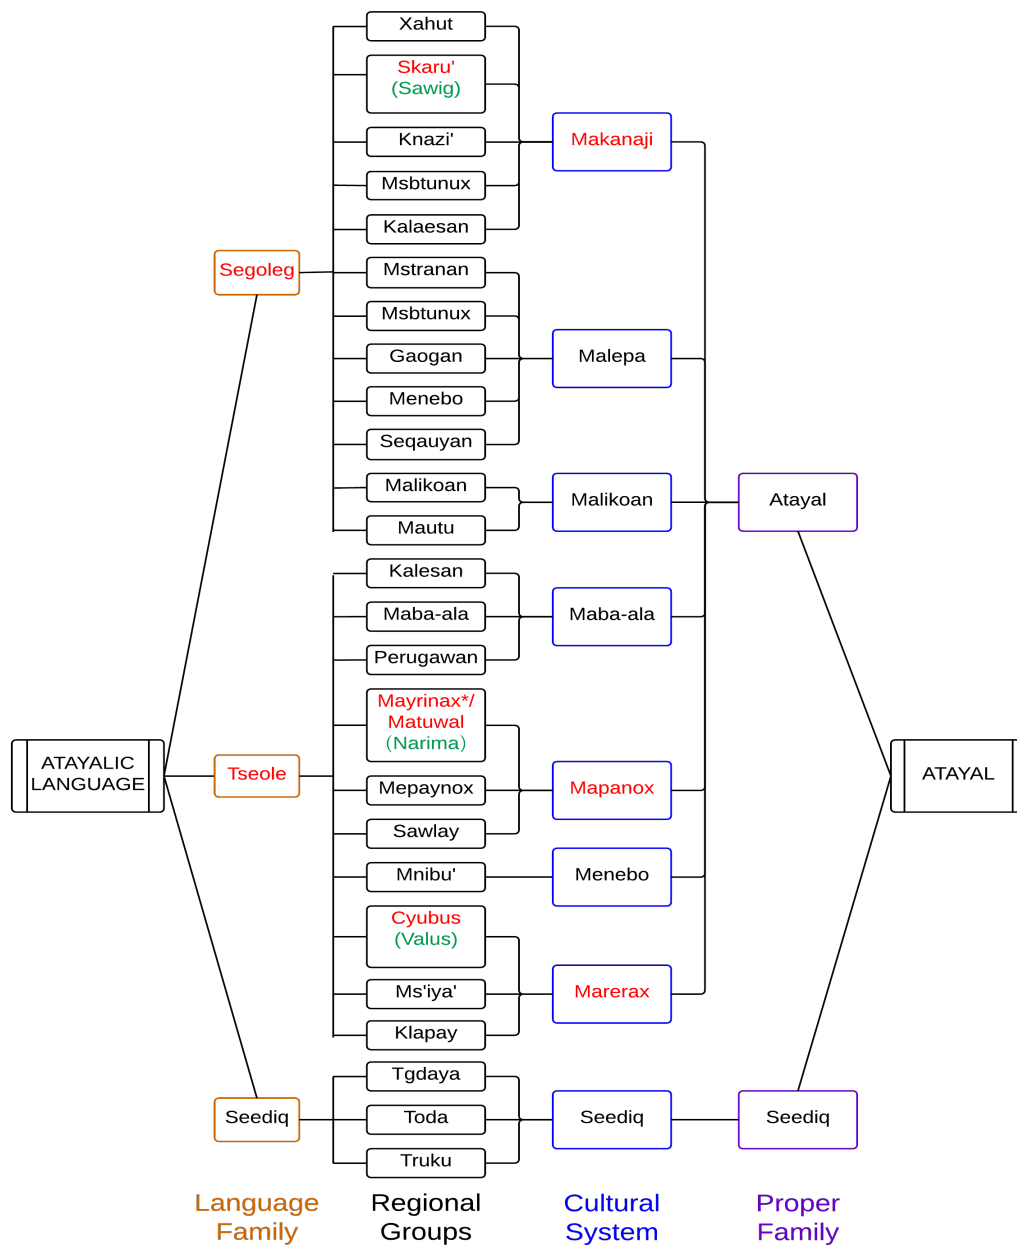 ATAYALIC
LANGUAGE
Segoleg
Tseole
Seediq
Xahut
Skaru'
(Sawig)
Knazi'
Msbtunux
Kalaesan
Mstranan
Msbtunux
Gaogan
Menebo
Seqauyan
Malikoan
Mautu
Kalesan
Maba-ala
Perugawan
Mayrinax*/
Matuwal
（Narima）
Mepaynox
Sawlay
Mnibu'
Cyubus
(Valus)
Ms'iya'
Klapay
Tgdaya
Toda
Truku
Makanaji
Malepa
Malikoan
Maba-ala
Mapanox
Menebo
Marerax
Seediq
Atayal
Seediq
ATAYAL
Language
Family
Regional
Groups
Cultural
System
Proper
Family